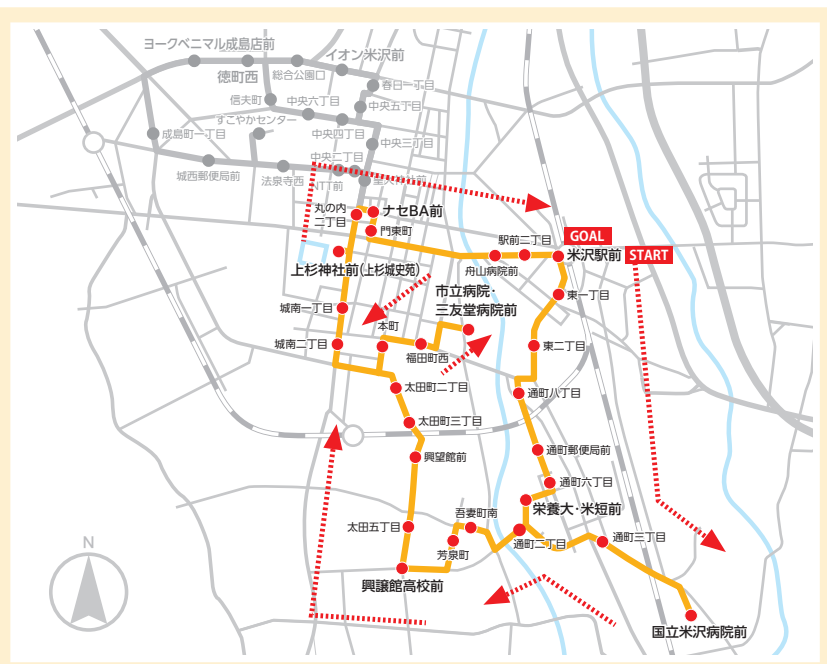 ヨークベニマル成島店前
イオン米沢前
徳町西
総合公園口
春日一丁目
信夫町
中央六丁目
中央五丁目
すこやかセンター
成島町一丁目
中央四丁目
中央三丁目
中央二丁目
城西郵便局前
法泉寺西
NTT前
丸の内
二丁目
ナセBA前
門東町
駅前二丁目
GOAL
米沢駅前
START
舟山病院前
上杉神社前(上杉城史苑)
市立病院・
三友堂病院前
東一丁目
城南一丁目
本町
城南二丁目
福田町西
東二丁目
太田町二丁目
通町八丁目
太田町三丁目
興望館前
通町郵便局前
通町六丁目
栄養大・米短前
吾妻町南
太田五丁目
通町二丁目
通町三丁目
芳泉町
興譲館高校前
国立米沢病院前
N